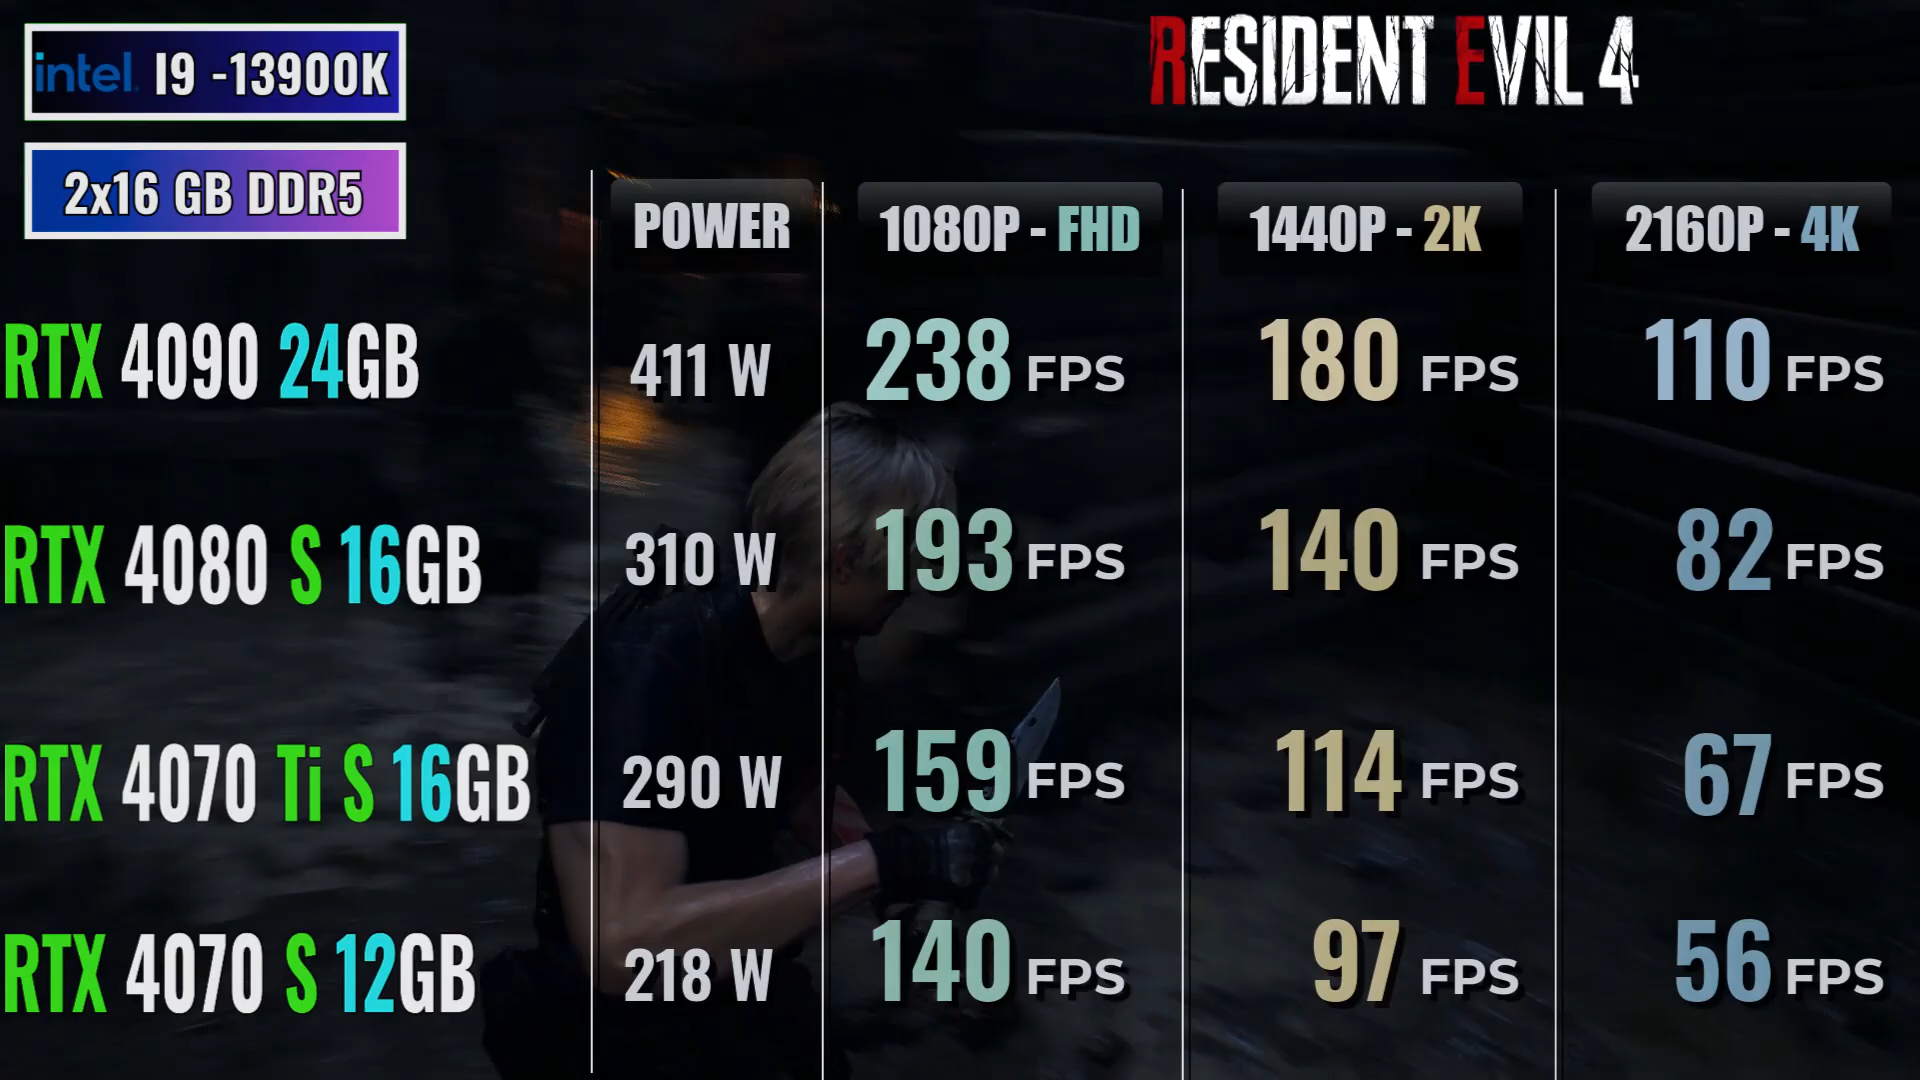 intel. I9 -13900K
RESIDENT EVIL 4
2x16 GB DDR5
POWER 1080P - FHD 1440P - 2K 2160P - 4K
RTX 4090 24GB 411 W 238 FPS 180 FPS 110 FPS
RTX 4080 S 16GB 310 W 193 FPS 140 FPS 82 FPS
RTX 4070 Ti S 16GB 290 W 159 FPS 114 FPS 67 FPS
RTX 4070 S 12GB 218 W 140 FPS 97 FPS 56 FPS